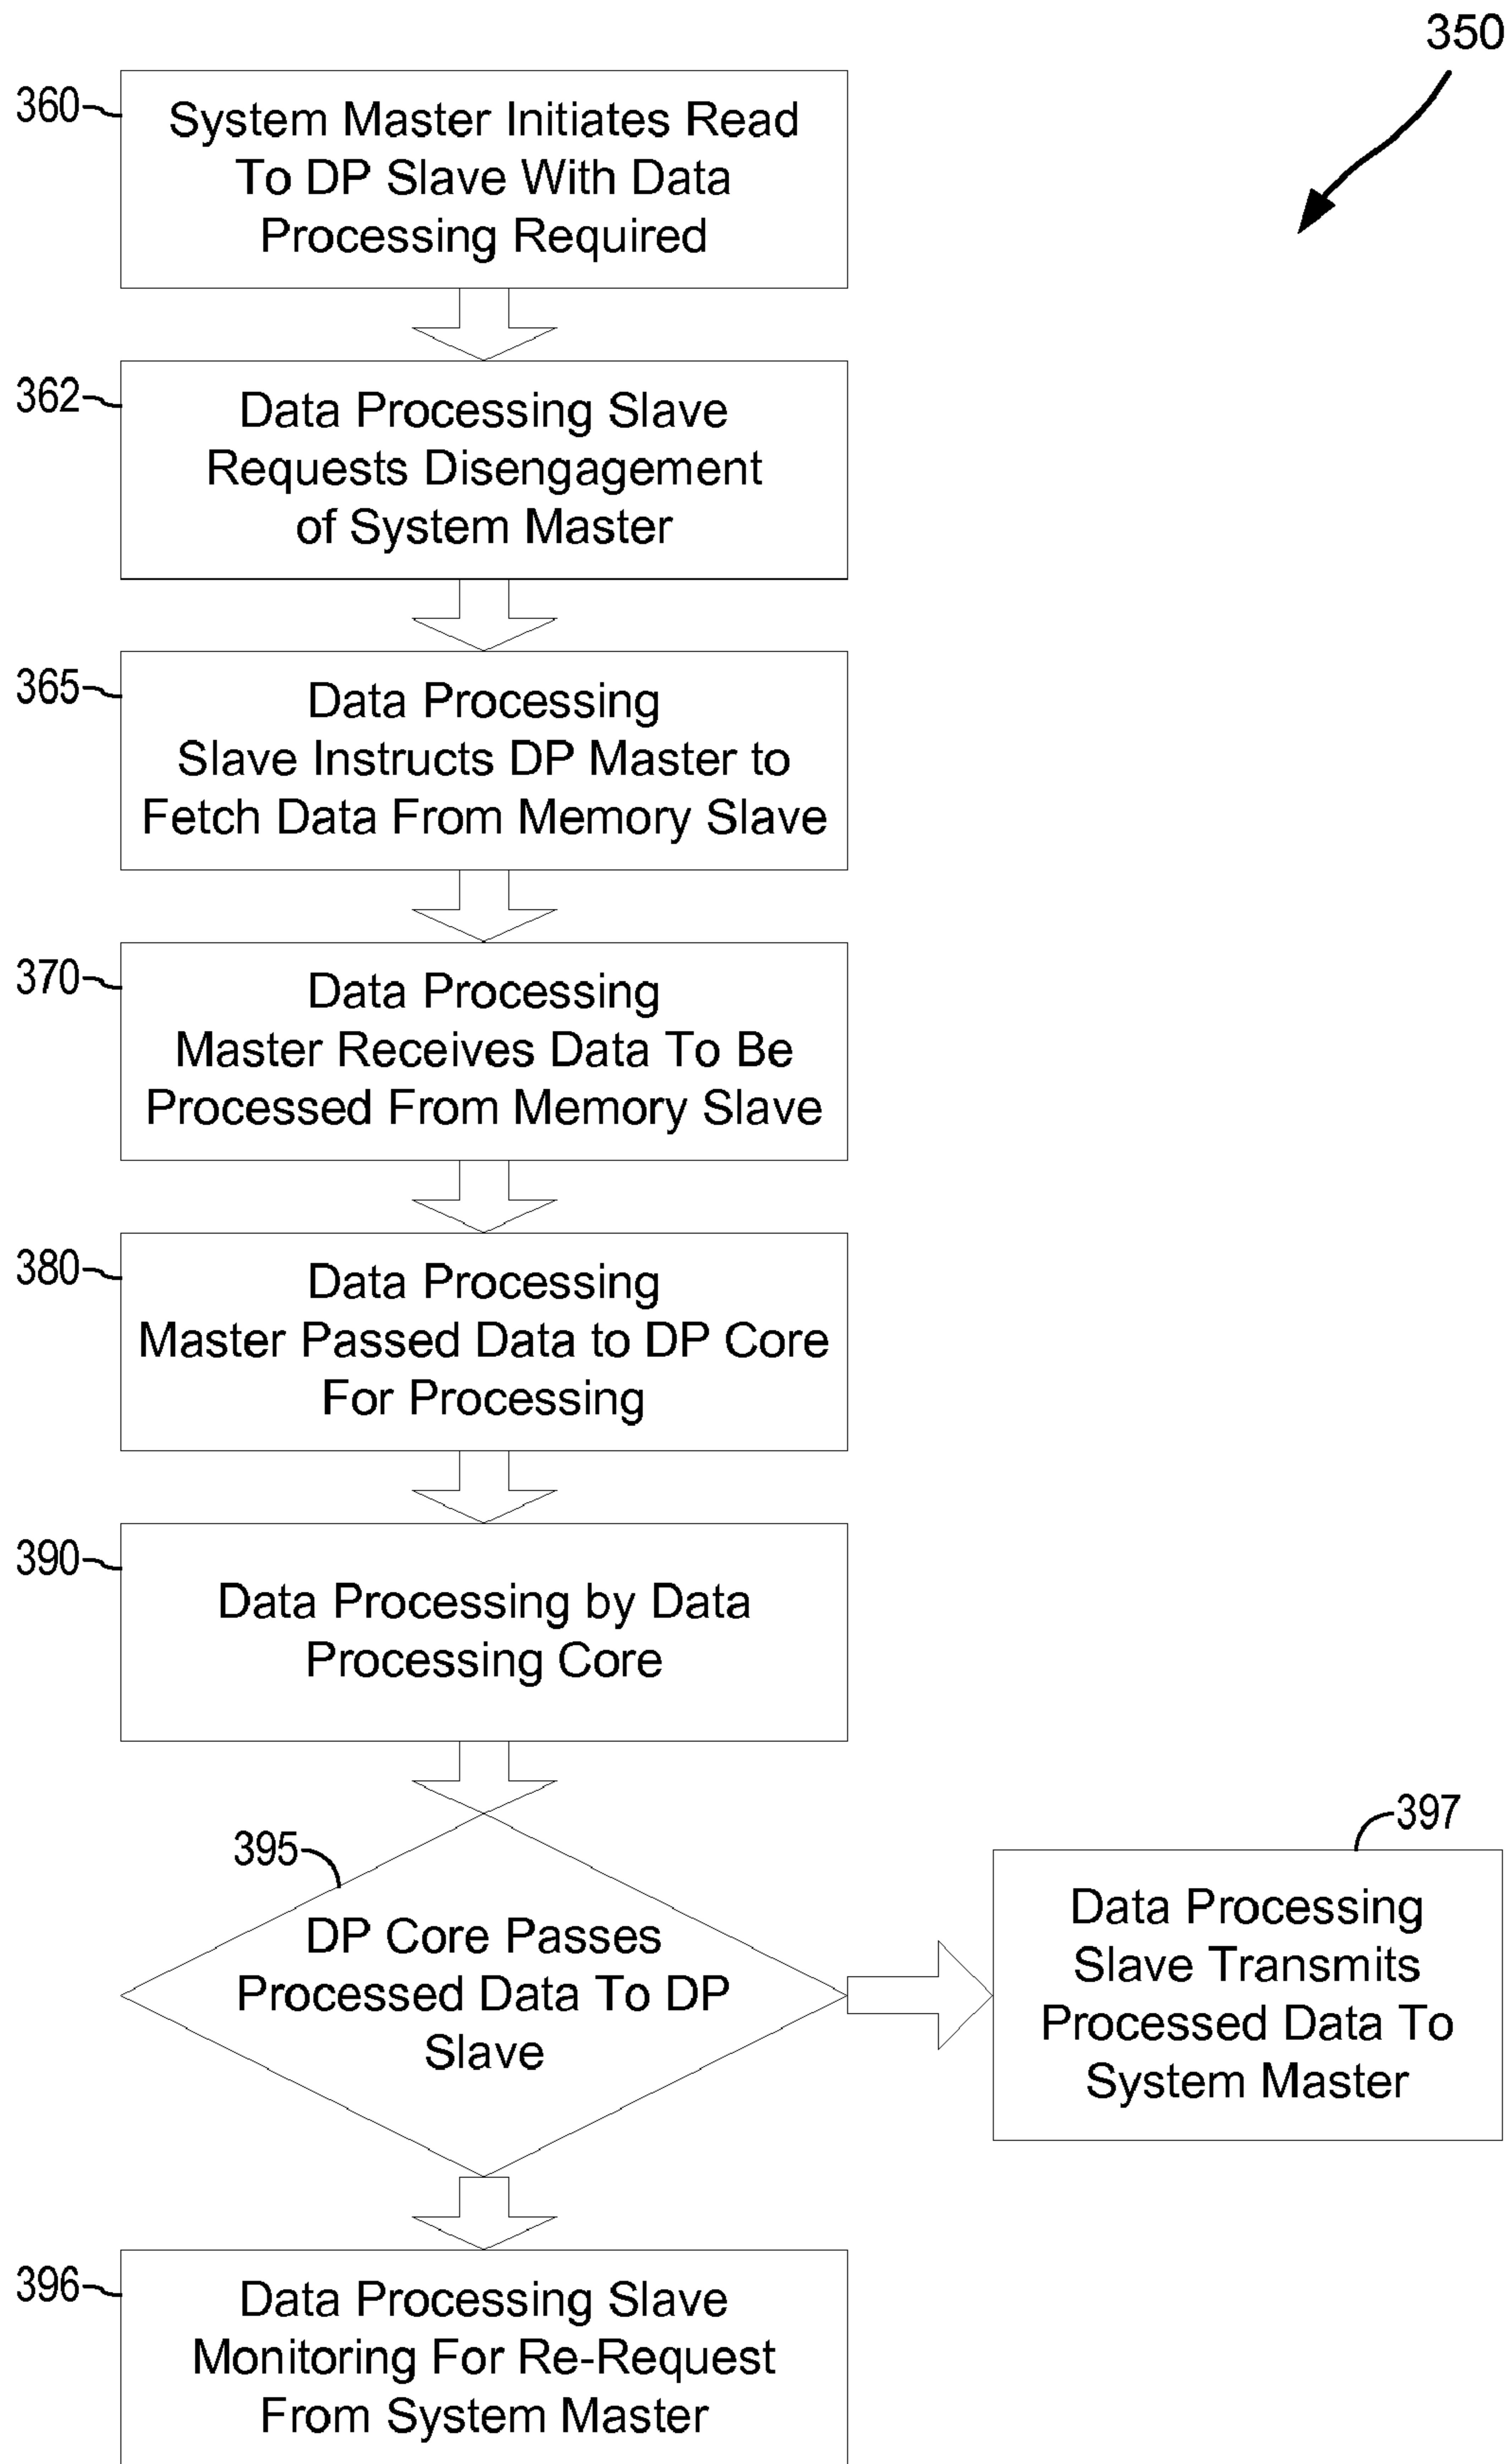 350
360
System Master Initiates Read
To DP Slave With Data
Processing Required
362
Data Processing Slave
Requests Disengagement
of System Master
365
Data Processing
Slave Instructs DP Master to
Fetch Data From Memory Slave
370
Data Processing
Master Receives Data To Be
Processed From Memory Slave
380
Data Processing
Master Passed Data to DP Core
For Processing
390
Data Processing by Data
Processing Core
395
DP Core Passes
Processed Data To DP
Slave
397
Data Processing
Slave Transmits
Processed Data To
System Master
396
Data Processing Slave
Monitoring For Re-Request
From System Master